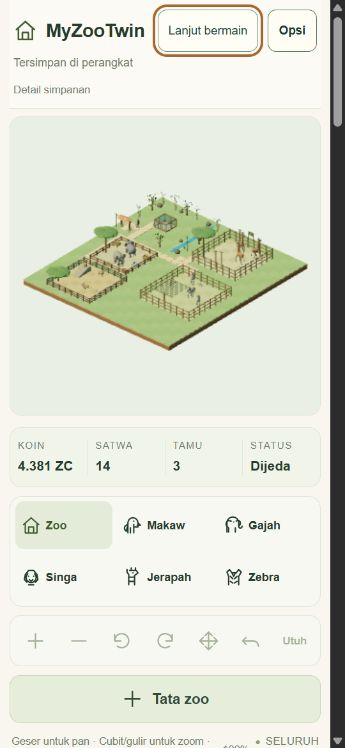 MyZooTwin
Lanjut bermain
Opsi
Tersimpan di perangkat
Detail simpanan
KOIN
4.381 ZC
SATWA
14
TAMU
3
STATUS
Dijeda
Zoo
Makaw
Gajah
Singa
Jerapah
Zebra
Utuh
Tata zoo
Geser untuk pan · Cubit/gulir untuk zoom ·
SELURUH